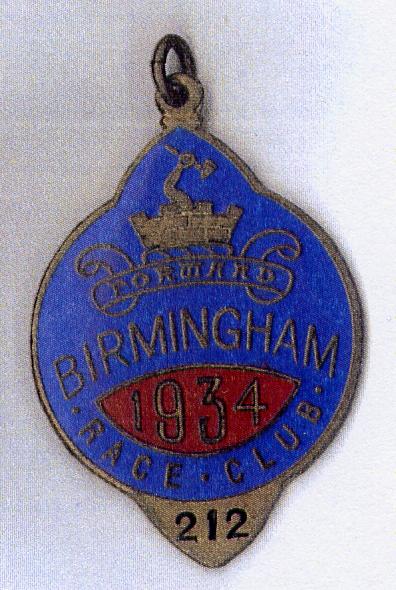 FORWARD
BIRMINGHAM
1934
· RACE · CLUB ·
212